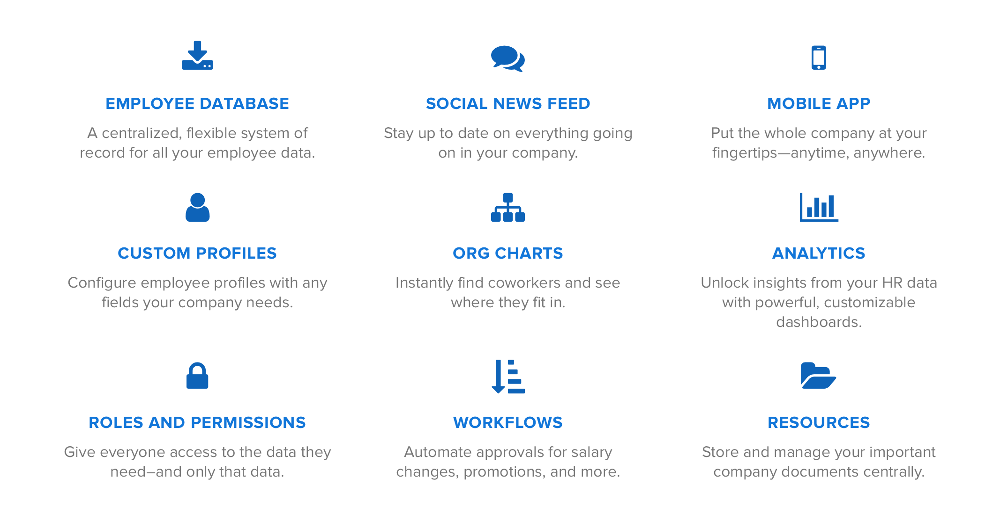 EMPLOYEE DATABASE
A centralized, flexible system of
record for all your employee data.
SOCIAL NEWS FEED
Stay up to date on everything going
on in your company.
MOBILE APP
Put the whole company at your
fingertips—anytime, anywhere.
CUSTOM PROFILES
Configure employee profiles with any
fields your company needs.
ORG CHARTS
Instantly find coworkers and see
where they fit in.
ANALYTICS
Unlock insights from your HR data
with powerful, customizable
dashboards.
ROLES AND PERMISSIONS
Give everyone access to the data they
need–and only that data.
WORKFLOWS
Automate approvals for salary
changes, promotions, and more.
RESOURCES
Store and manage your important
company documents centrally.